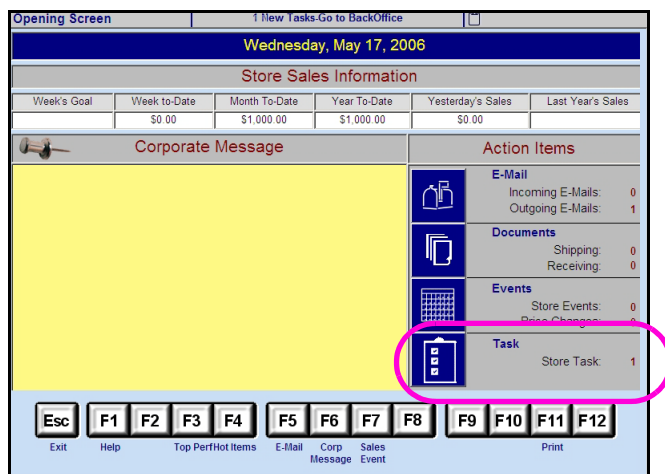 Opening Screen 1 New Tasks-Go to BackOffice
Wednesday, May 17, 2006
Store Sales Information
Week's Goal Week to-Date Month To-Date Year To-Date Yesterday's Sales Last Year's Sales
$0.00 $1,000.00 $1,000.00 $0.00
Corporate Message Action Items
E-Mail
Incoming E-Mails: 0
Outgoing E-Mails: 1
Documents
Shipping: 0
Receiving: 0
Events
Store Events: 0
Price Changes: 0
Task
Store Task: 1
Esc F1 F2 F3 F4 F5 F6 F7 F8 F9 F10 F11 F12
Exit Help Top Perf Hot Items E-Mail Corp Sales Print
Message Event